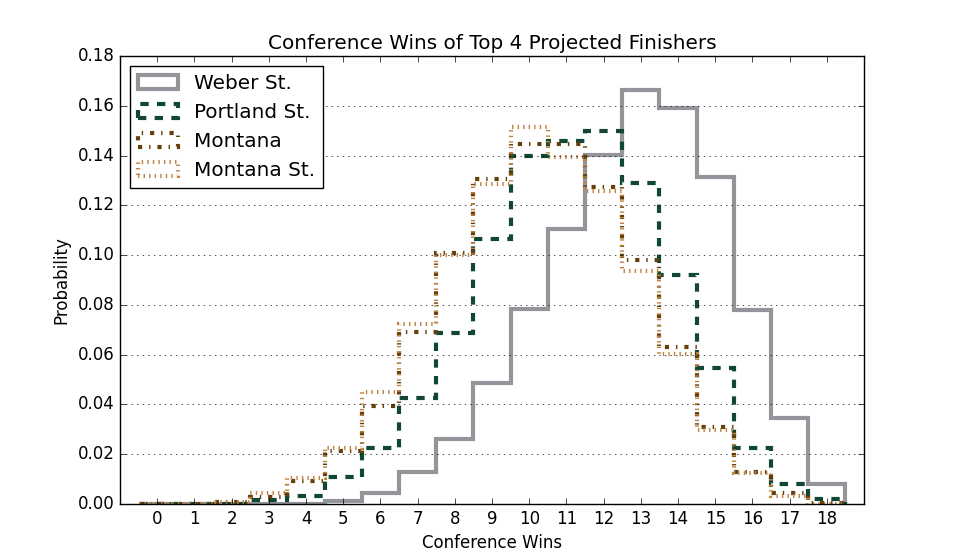 Conference Wins of Top 4 Projected Finishers
Weber St.
Portland St.
Montana
Montana St.
Probability
0.18
0.16
0.14
0.12
0.10
0.08
0.06
0.04
0.02
0.00
0 1 2 3 4 5 6 7 8 9 10 11 12 13 14 15 16 17 18
Conference Wins